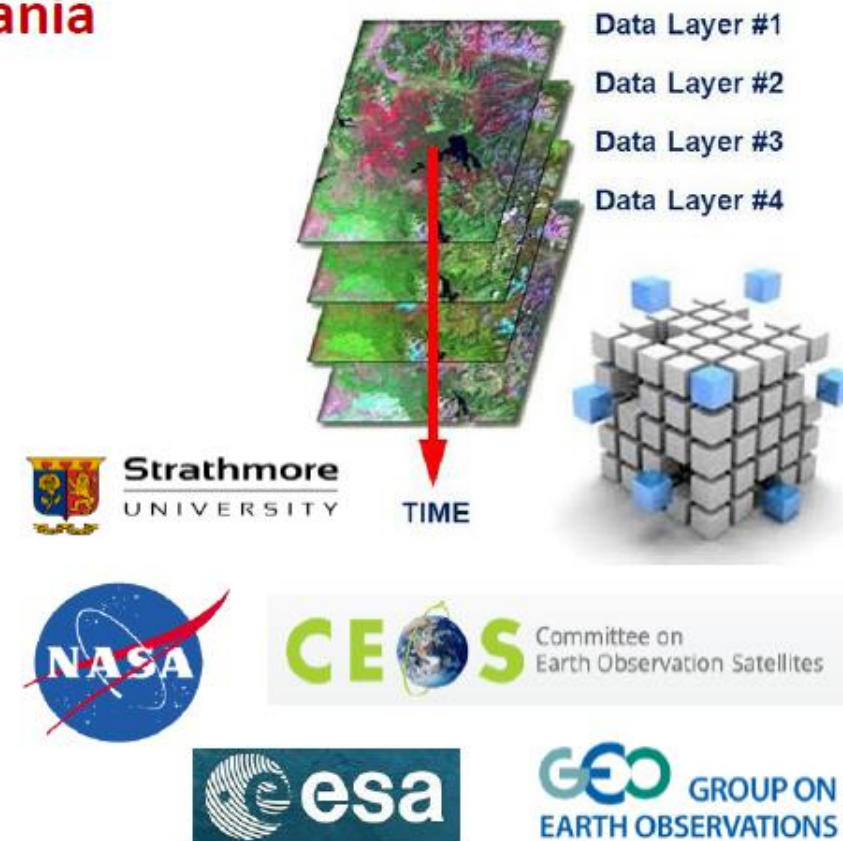 ania
Data Layer #1
Data Layer #2
Data Layer #3
Data Layer #4
Strathmore
UNIVERSITY
TIME
NASA
CEOS
Committee on
Earth Observation Satellites
esa
GEO GROUP ON
EARTH OBSERVATIONS